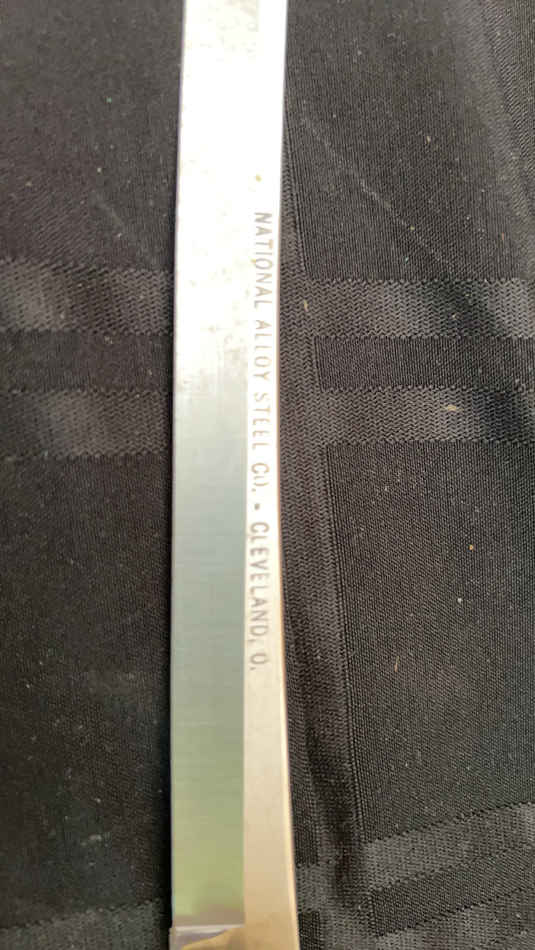 NATIONAL ALLOY STEEL CO. • CLEVELAND, O.